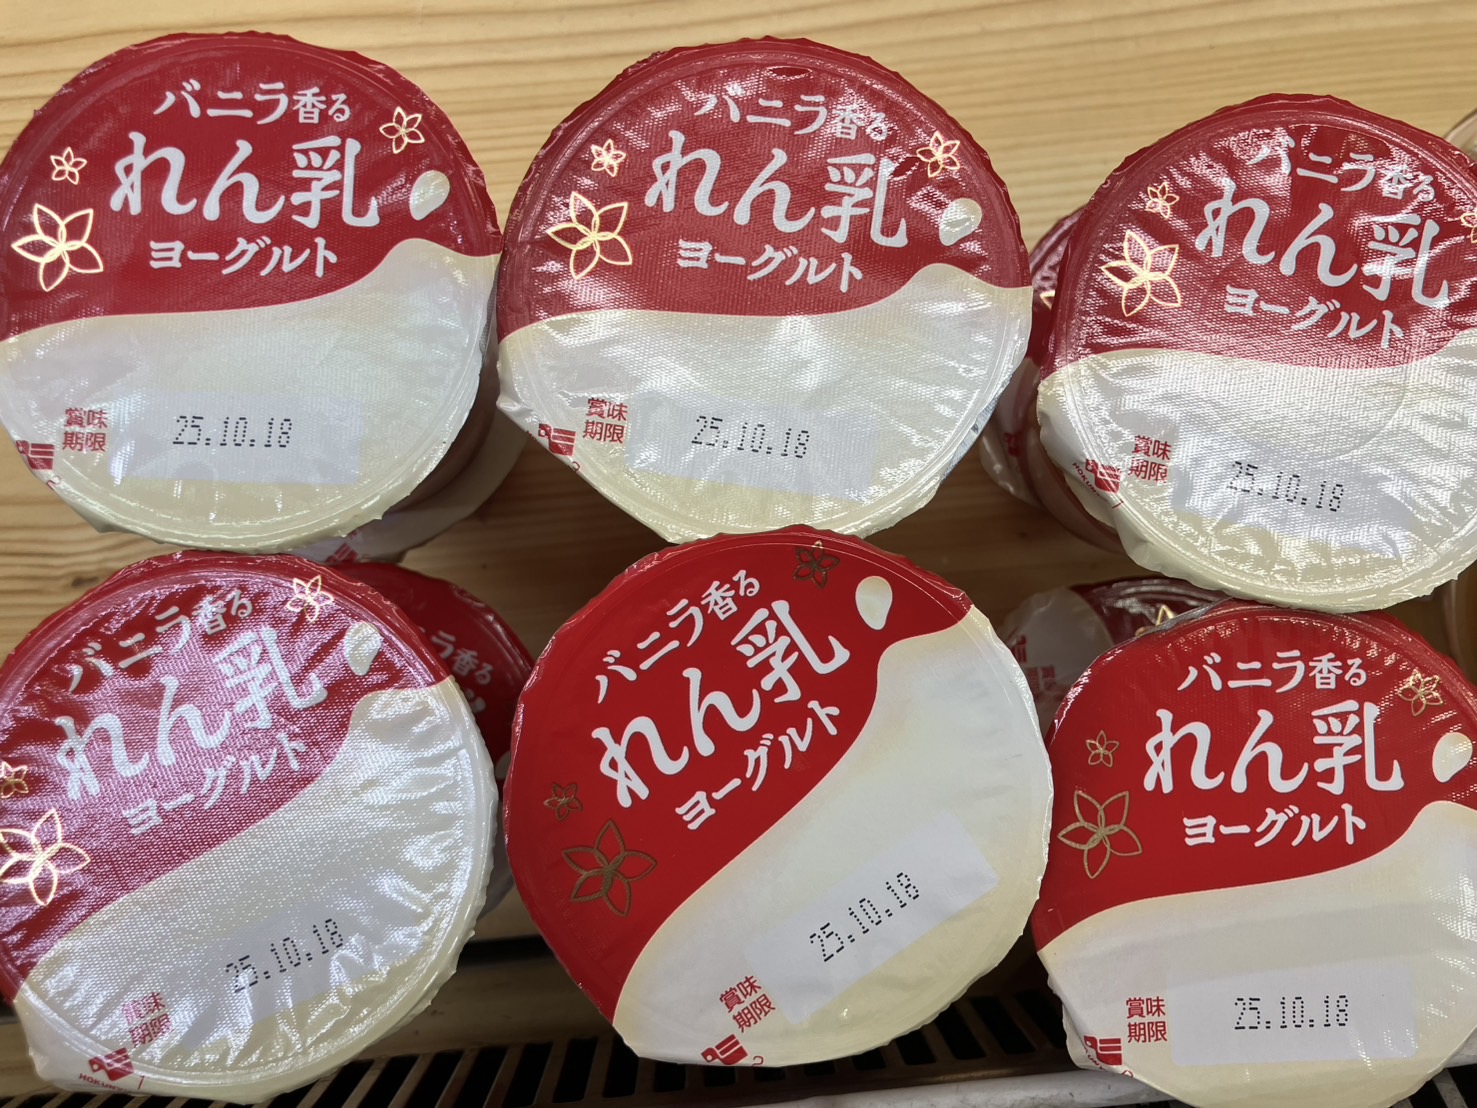 バニラ香る
れん乳
ヨーグルト
賞味
期限
25.10.18
2
バニラ香る
れん乳
ヨーグルト
賞味
期限
25.10.18
2
バニラ香る
れん乳
ヨーグルト
賞味
期限
25.10.18
1
バニラ香る
れん乳
ヨーグルト
賞味
期限
25.10.18
1
バニラ香る
れん乳
ヨーグルト
賞味
期限
25.10.18
2
バニラ香る
れん乳
ヨーグルト
賞味
期限
25.10.18